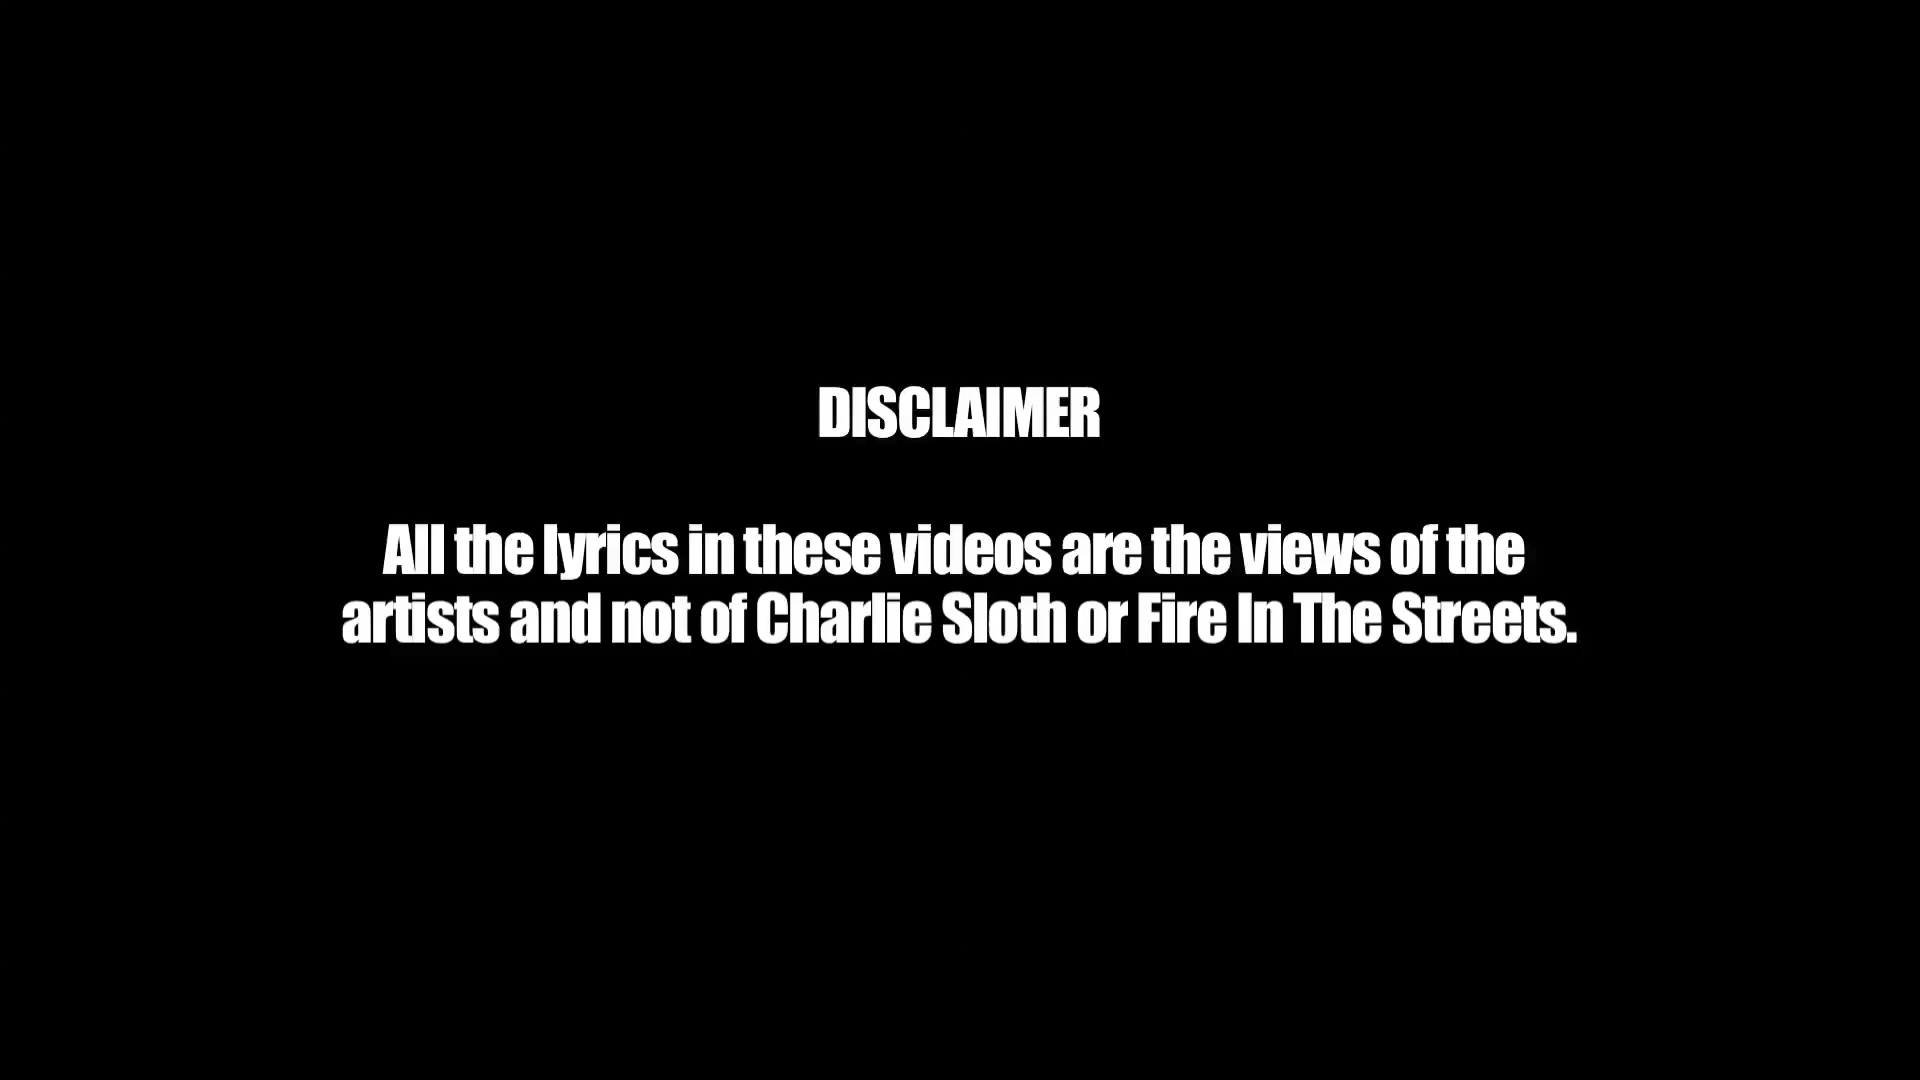 DISCLAIMER
All the lyrics in these videos are the views of the
artists and not of Charlie Sloth or Fire In The Streets.